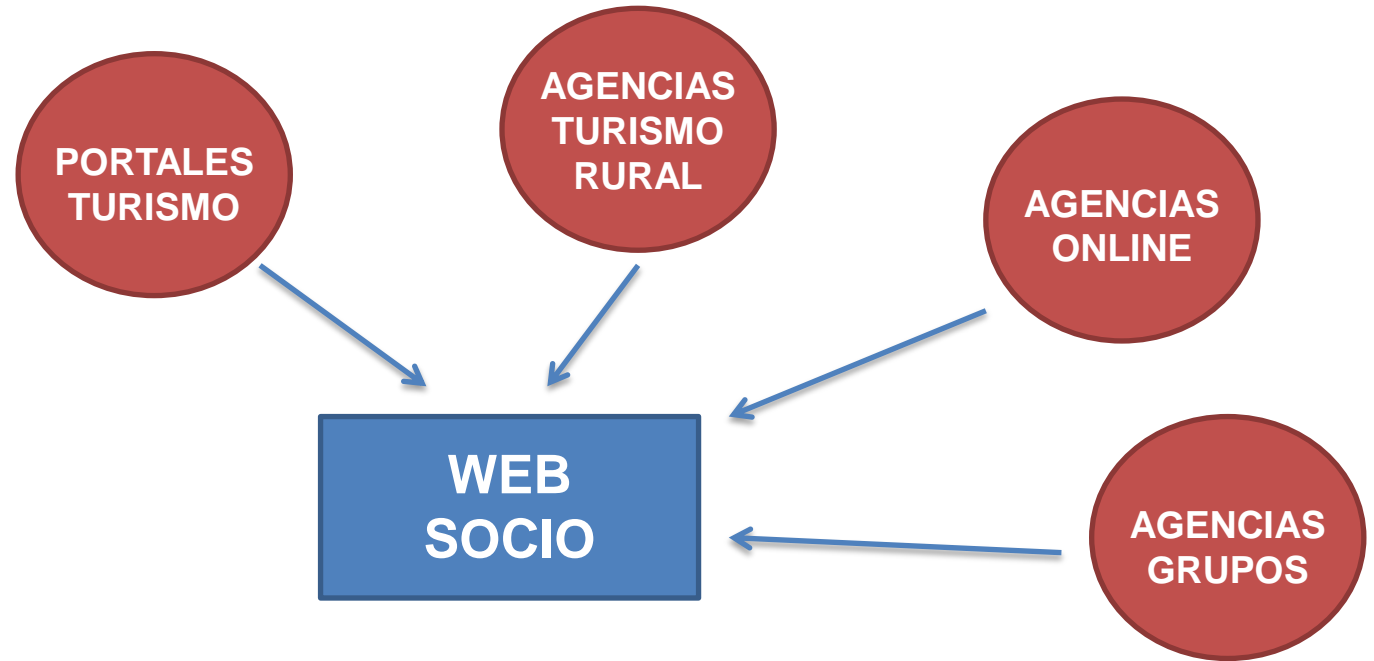 PORTALES
TURISMO
AGENCIAS
TURISMO
RURAL
AGENCIAS
ONLINE
WEB
SOCIO
AGENCIAS
GRUPOS